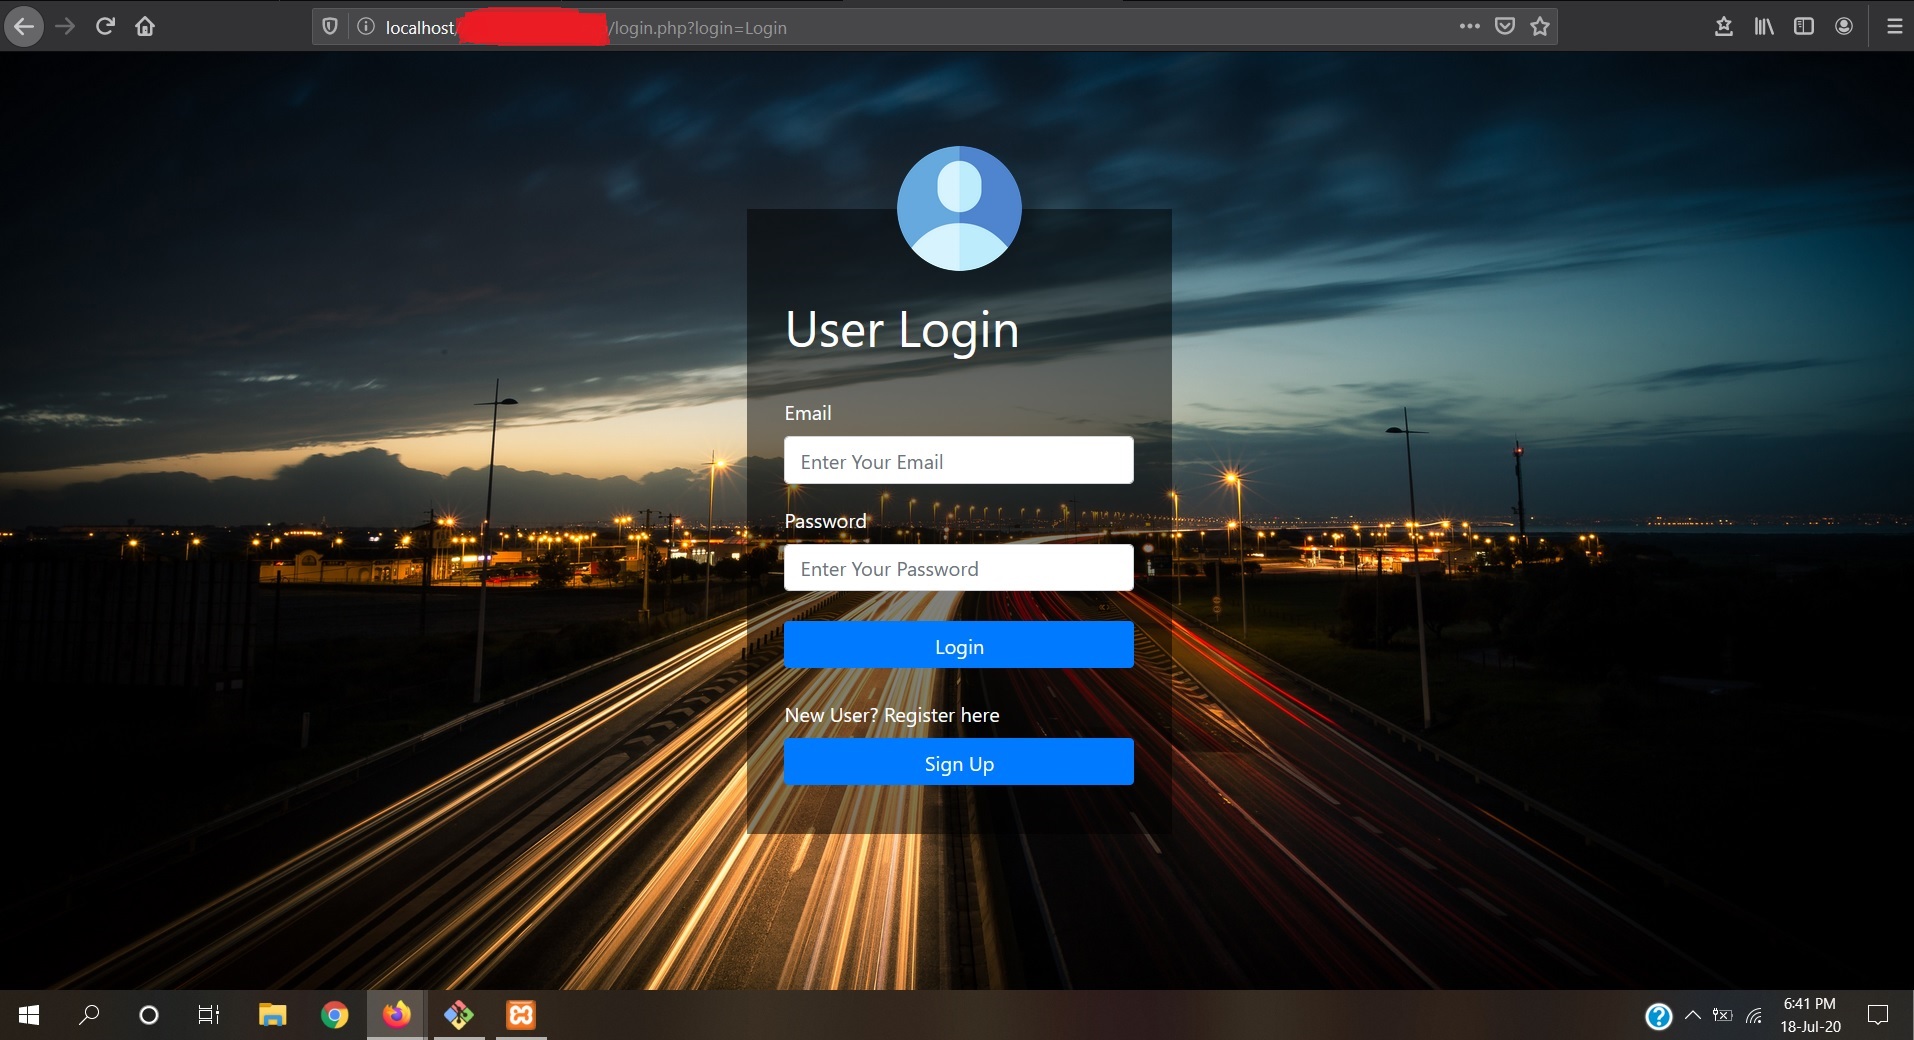 localhost/ /login.php?login=Login
User Login
Email
Enter Your Email
Password
Enter Your Password
Login
New User? Register here
Sign Up
6:41 PM
18-Jul-20